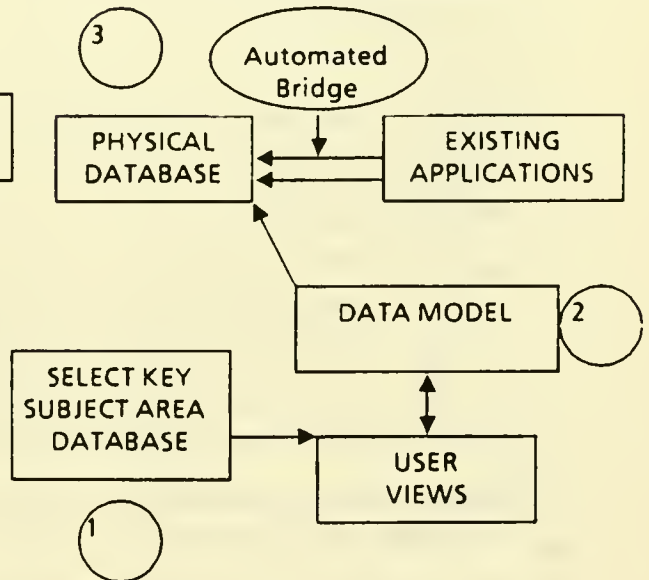 3
Automated
Bridge
PHYSICAL
DATABASE
EXISTING
APPLICATIONS
DATA MODEL
2
SELECT KEY
SUBJECT AREA
DATABASE
USER
VIEWS
1